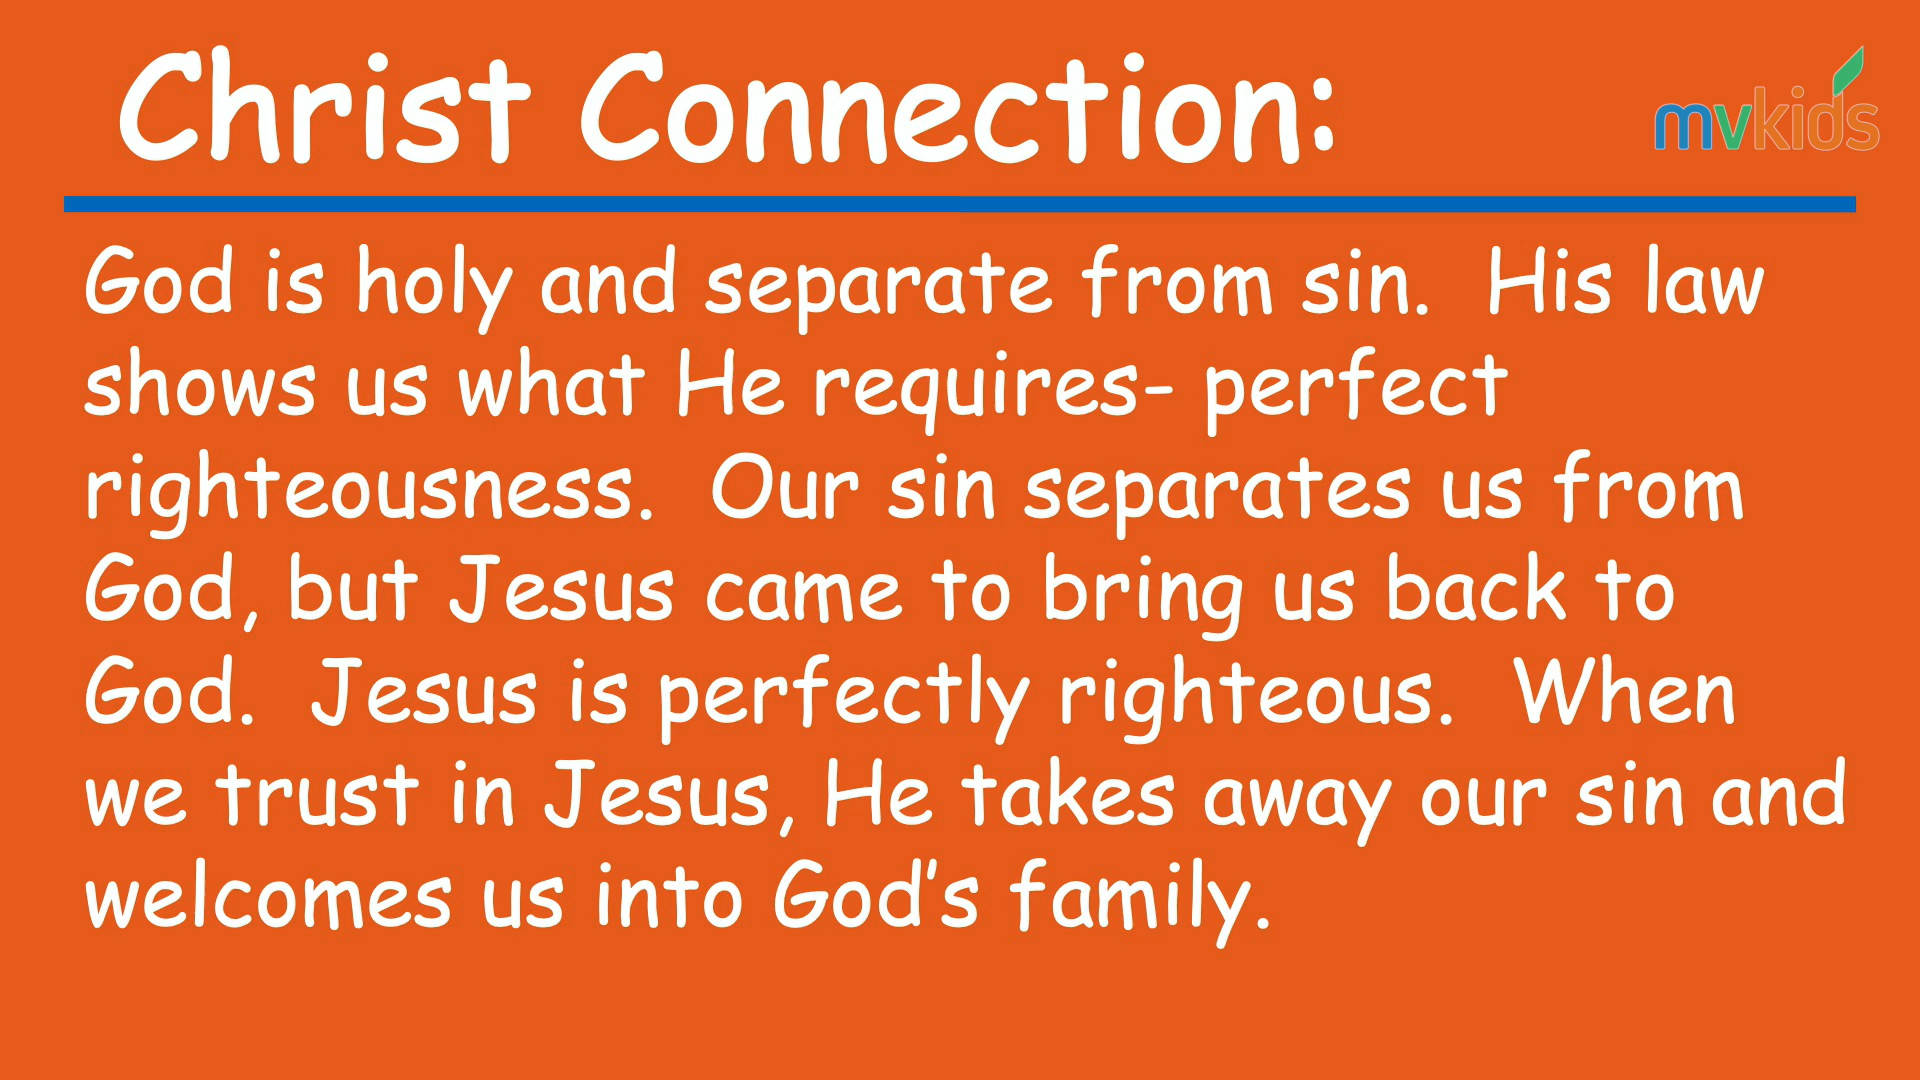 Christ Connection:
mvkids
God is holy and separate from sin.  His law
shows us what He requires- perfect
righteousness.  Our sin separates us from
God, but Jesus came to bring us back to
God.  Jesus is perfectly righteous.  When
we trust in Jesus, He takes away our sin and
welcomes us into God's family.